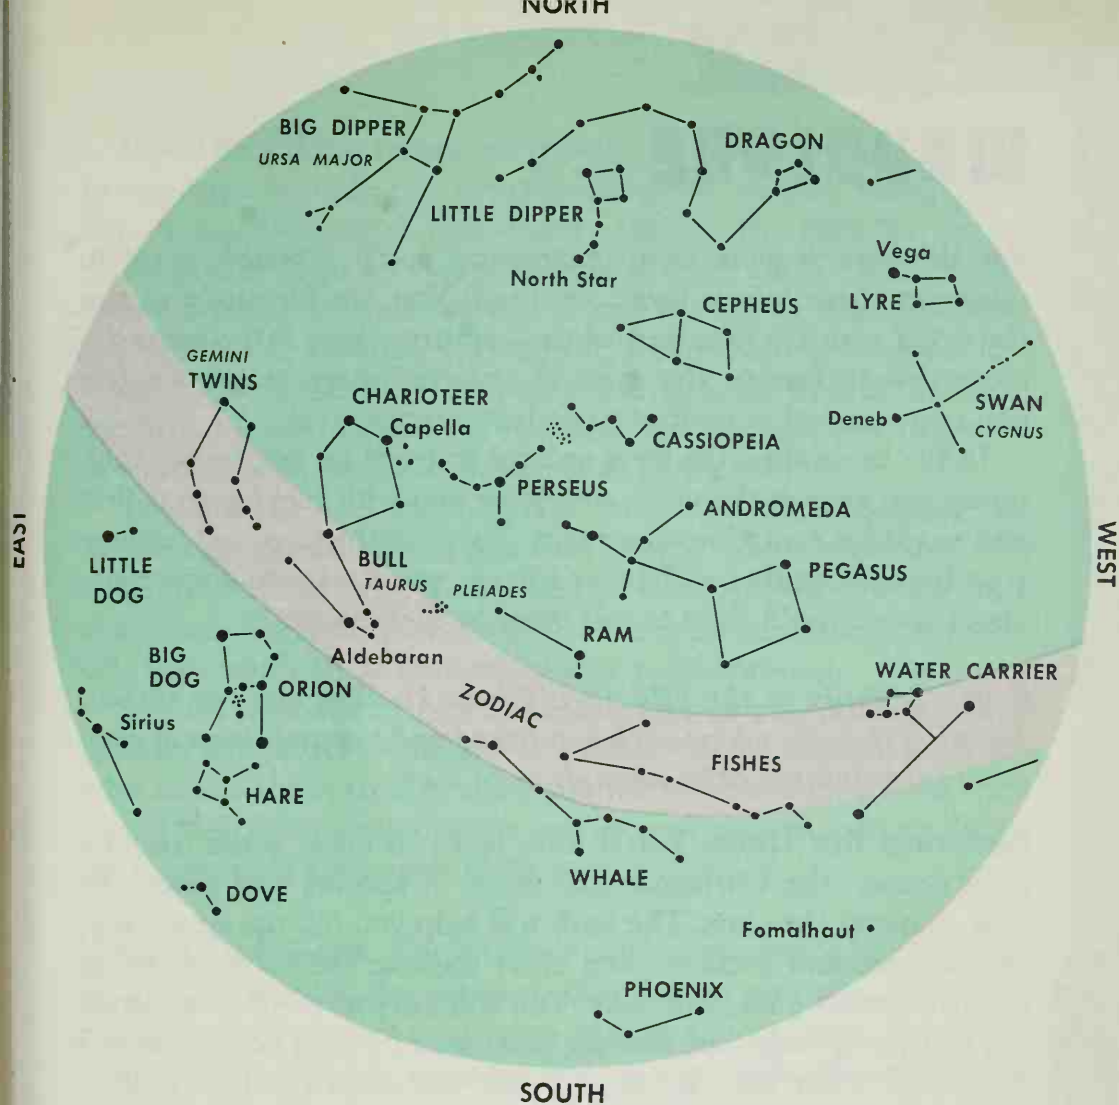 NORTH
BIG DIPPER
URSA MAJOR
DRAGON
LITTLE DIPPER
North Star
Vega
LYRE
CEPHEUS
GEMINI
TWINS
CHARIOTEER
Capella
CASSIOPEIA
Deneb
SWAN
CYGNUS
PERSEUS
ANDROMEDA
EAST
WEST
LITTLE
DOG
BULL
TAURUS
PLEIADES
PEGASUS
RAM
Aldebaran
BIG
DOG
ORION
WATER CARRIER
ZODIAC
Sirius
FISHES
HARE
WHALE
DOVE
Fomalhaut
PHOENIX
SOUTH